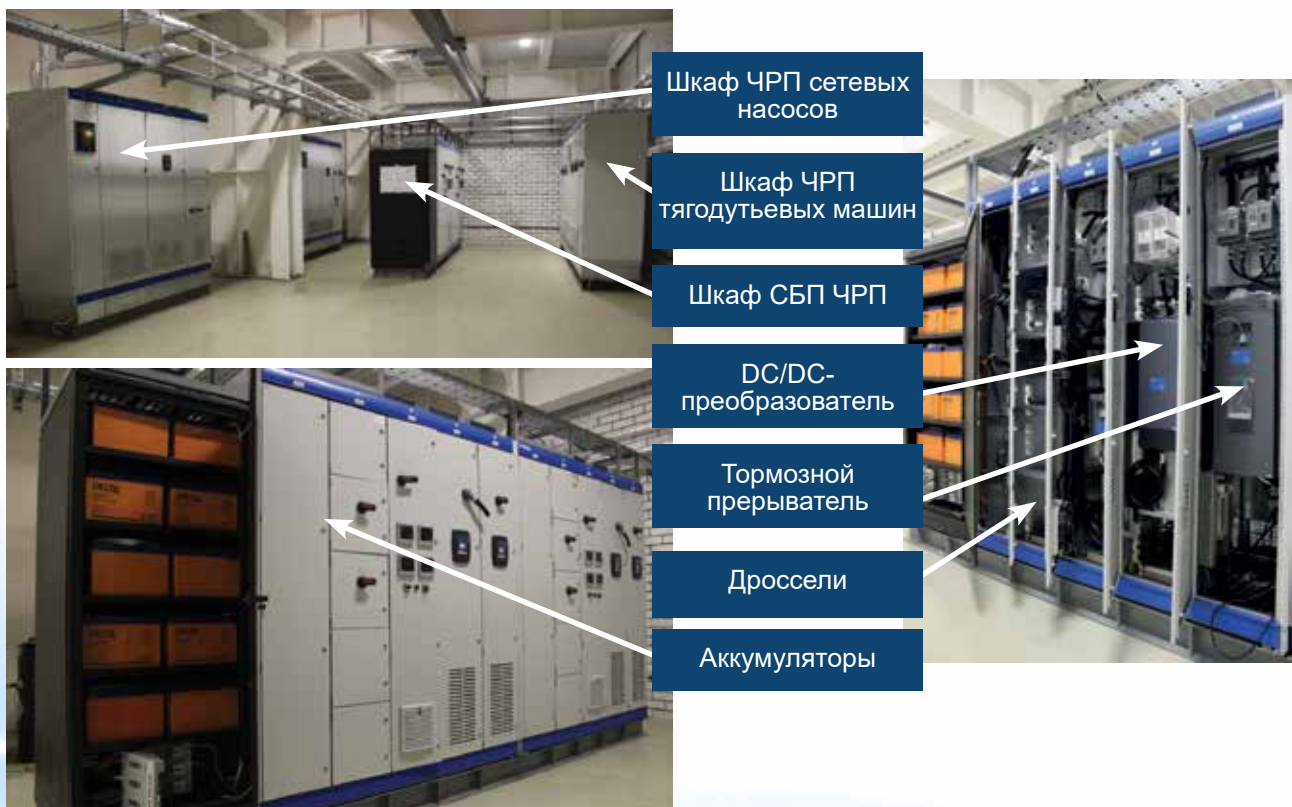 Шкаф ЧРП сетевых
насосов
Шкаф ЧРП
тягодутьевых машин
Шкаф СБП ЧРП
DC/DC-
преобразователь
Тормозной
прерыватель
Дроссели
Аккумуляторы